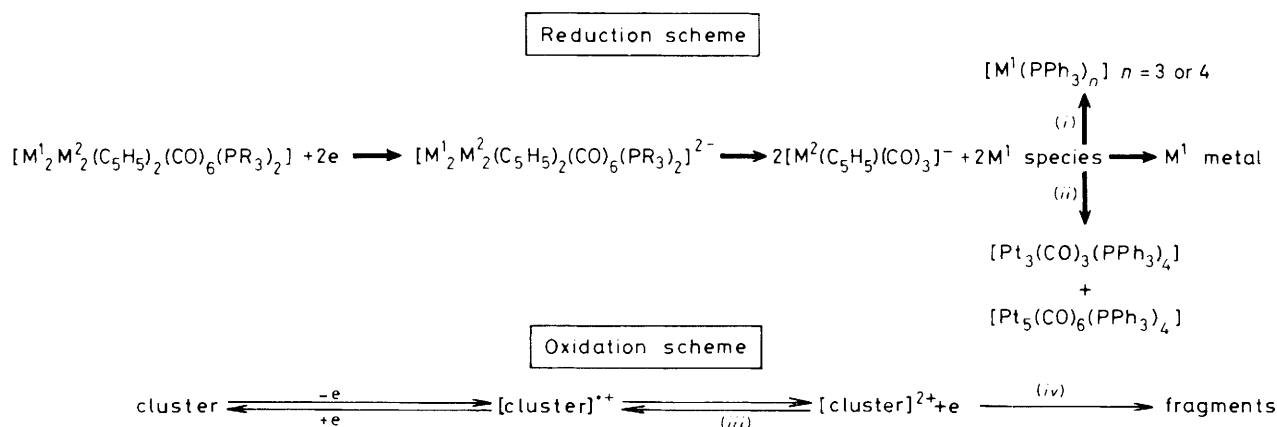 Reduction scheme
[M¹(PPh₃)ₙ] n = 3 or 4
(i)
[M¹₂M²₂(C₅H₅)₂(CO)₆(PR₃)₂] +2e → [M¹₂M²₂(C₅H₅)₂(CO)₆(PR₃)₂]²⁻ → 2[M²(C₅H₅)(CO)₃]⁻ + 2M¹ species → M¹ metal
(ii)
[Pt₃(CO)₃(PPh₃)₄]
+
[Pt₅(CO)₆(PPh₃)₄]
Oxidation scheme
−e (iv)
cluster ⇌ [cluster]•⁺ ⇌ [cluster]²⁺+e → fragments
+e (iii)